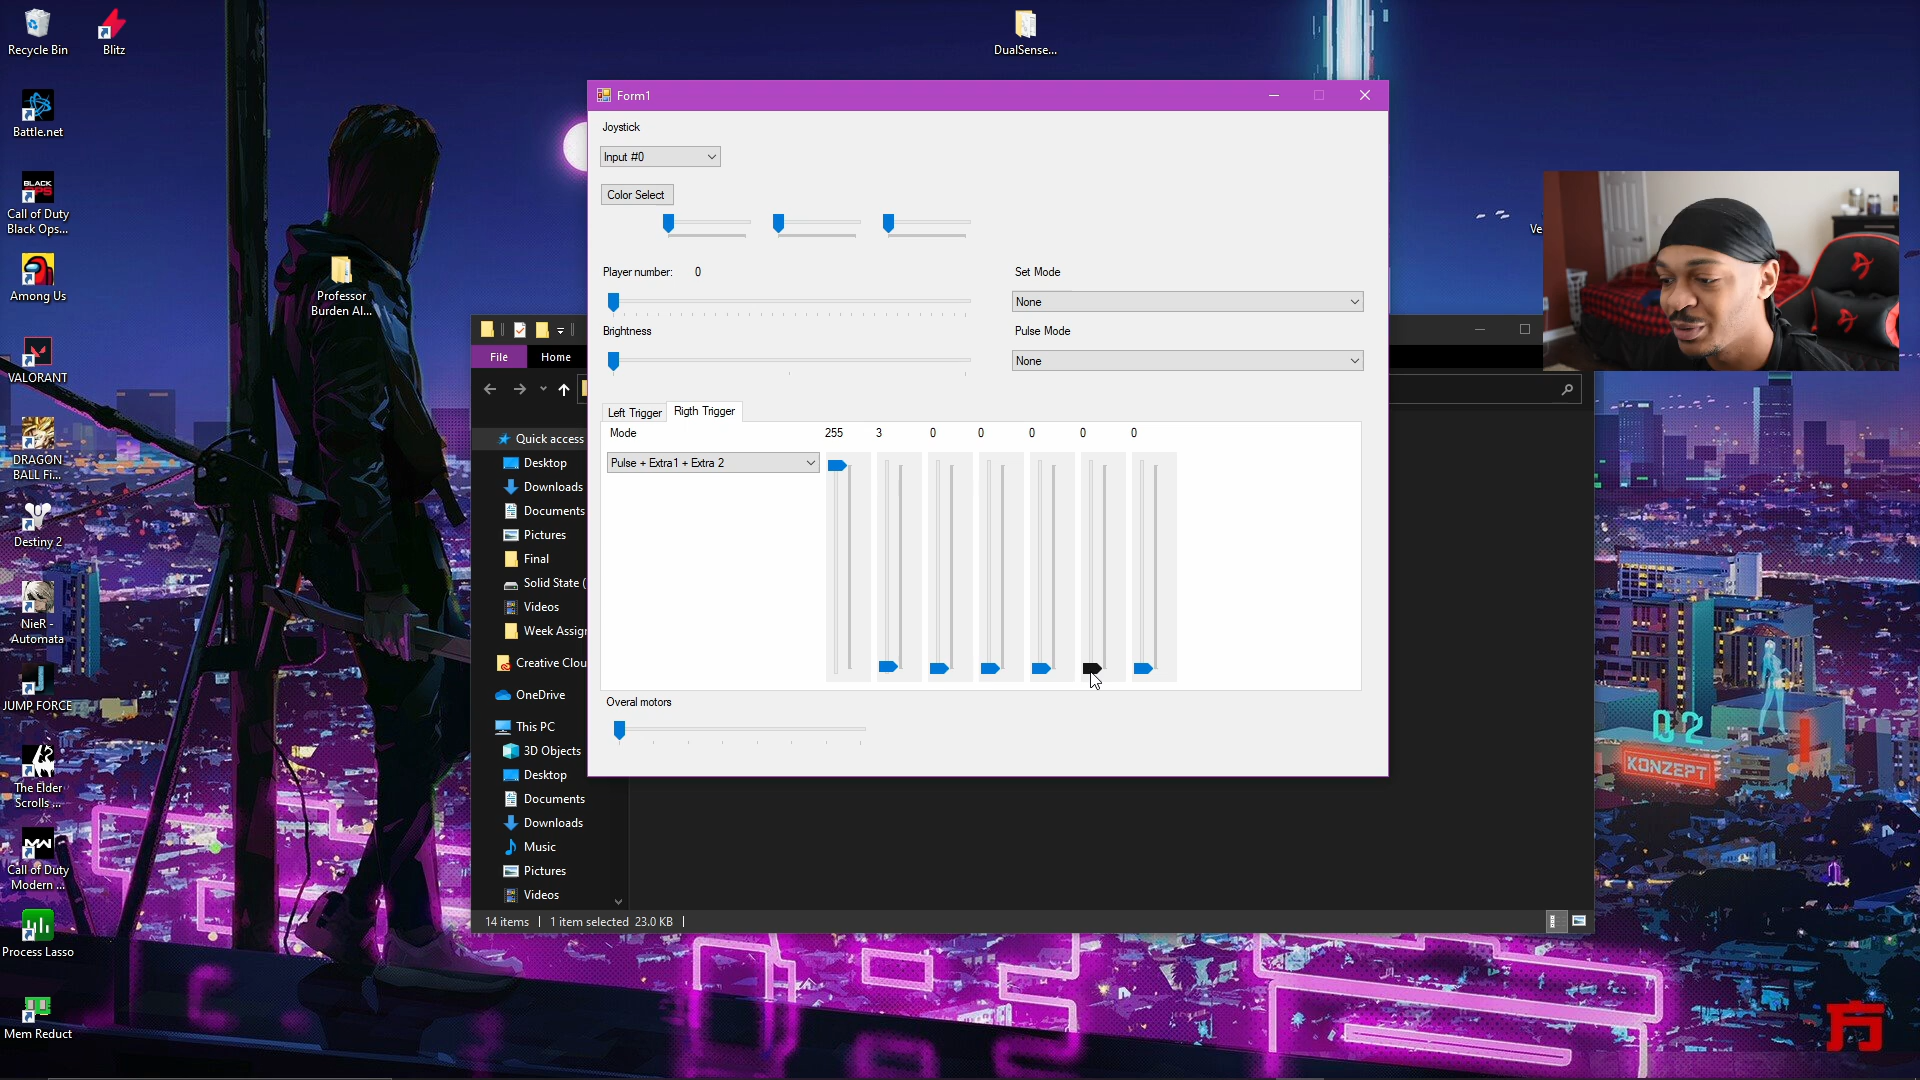 Recycle Bin
Blitz
DualSense...
Battle.net
BLACK
OPS
Call of Duty
Black Ops...
Among Us
Professor
Burden Al...
VALORANT
DRAGON
BALL Fi...
Destiny 2
NieR -
Automata
JUMP FORCE
The Elder
Scrolls ...
MW
Call of Duty
Modern ...
Process Lasso
Mem Reduct
Ve
Form1
Joystick
Input #0
Color Select
Player number: 0
Set Mode
None
Brightness
Pulse Mode
None
Left Trigger
Rigth Trigger
Mode
255 3 0 0 0 0 0
Pulse + Extra1 + Extra 2
Overal motors
File
Home
Quick access
Desktop
Downloads
Documents
Pictures
Final
Solid State (
Videos
Week Assign
Creative Clou
OneDrive
This PC
3D Objects
Desktop
Documents
Downloads
Music
Pictures
Videos
14 items
1 item selected 23.0 KB
02
KONZEPT